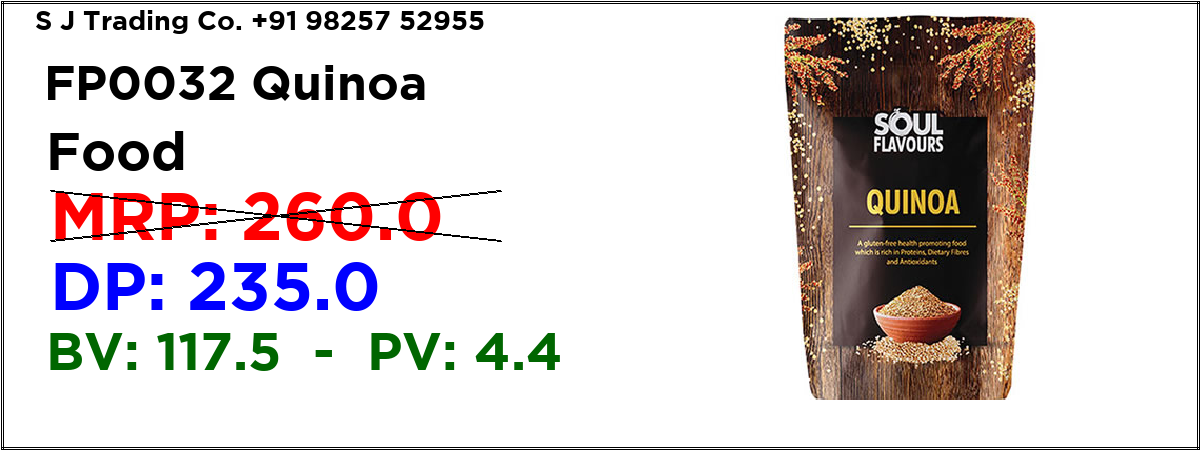 S J Trading Co. +91 98257 52955
FP0032 Quinoa
Food
MRP: 260.0
DP: 235.0
BV: 117.5 - PV: 4.4
SOUL
FLAVOURS
QUINOA
A gluten-free health promoting food
which is rich in Proteins, Dietary Fibres
and Antioxidants